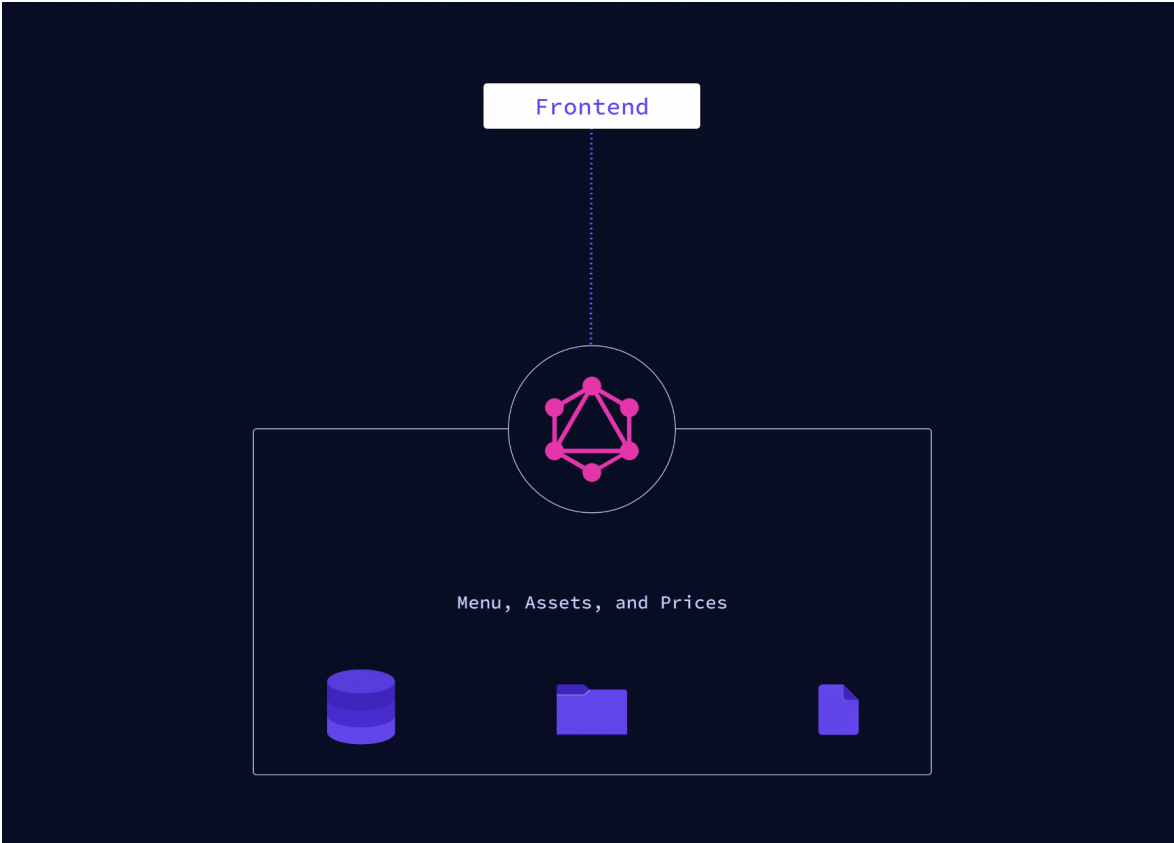 Frontend
Menu, Assets, and Prices